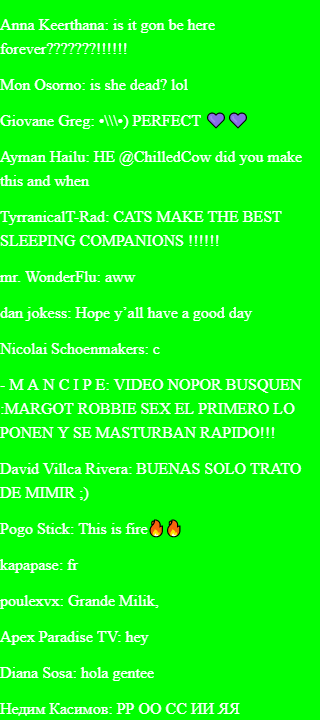 Anna Keerthana: is it gon be here
forever???????!!!!!!
Mon Osorno: is she dead? lol
Giovane Greg: •\\\•) PERFECT 💜 💜
Ayman Hailu: HE @ChilledCow did you make
this and when
TyrranicalT-Rad: CATS MAKE THE BEST
SLEEPING COMPANIONS !!!!!!
mr. WonderFlu: aww
dan jokess: Hope y`all have a good day
Nicolai Schoenmakers: c
- M A N C I P E: VIDEO NOPOR BUSQUEN
:MARGOT ROBBIE SEX EL PRIMERO LO
PONEN Y SE MASTURBAN RAPIDO!!!
David Villca Rivera: BUENAS SOLO TRATO
DE MIMIR ;)
Pogo Stick: This is fire🔥🔥
kapapase: fr
poulexvx: Grande Milik,
Apex Paradise TV: hey
Diana Sosa: hola gentee
Недим Касимов: РР ОО СС ИИ ЯЯ